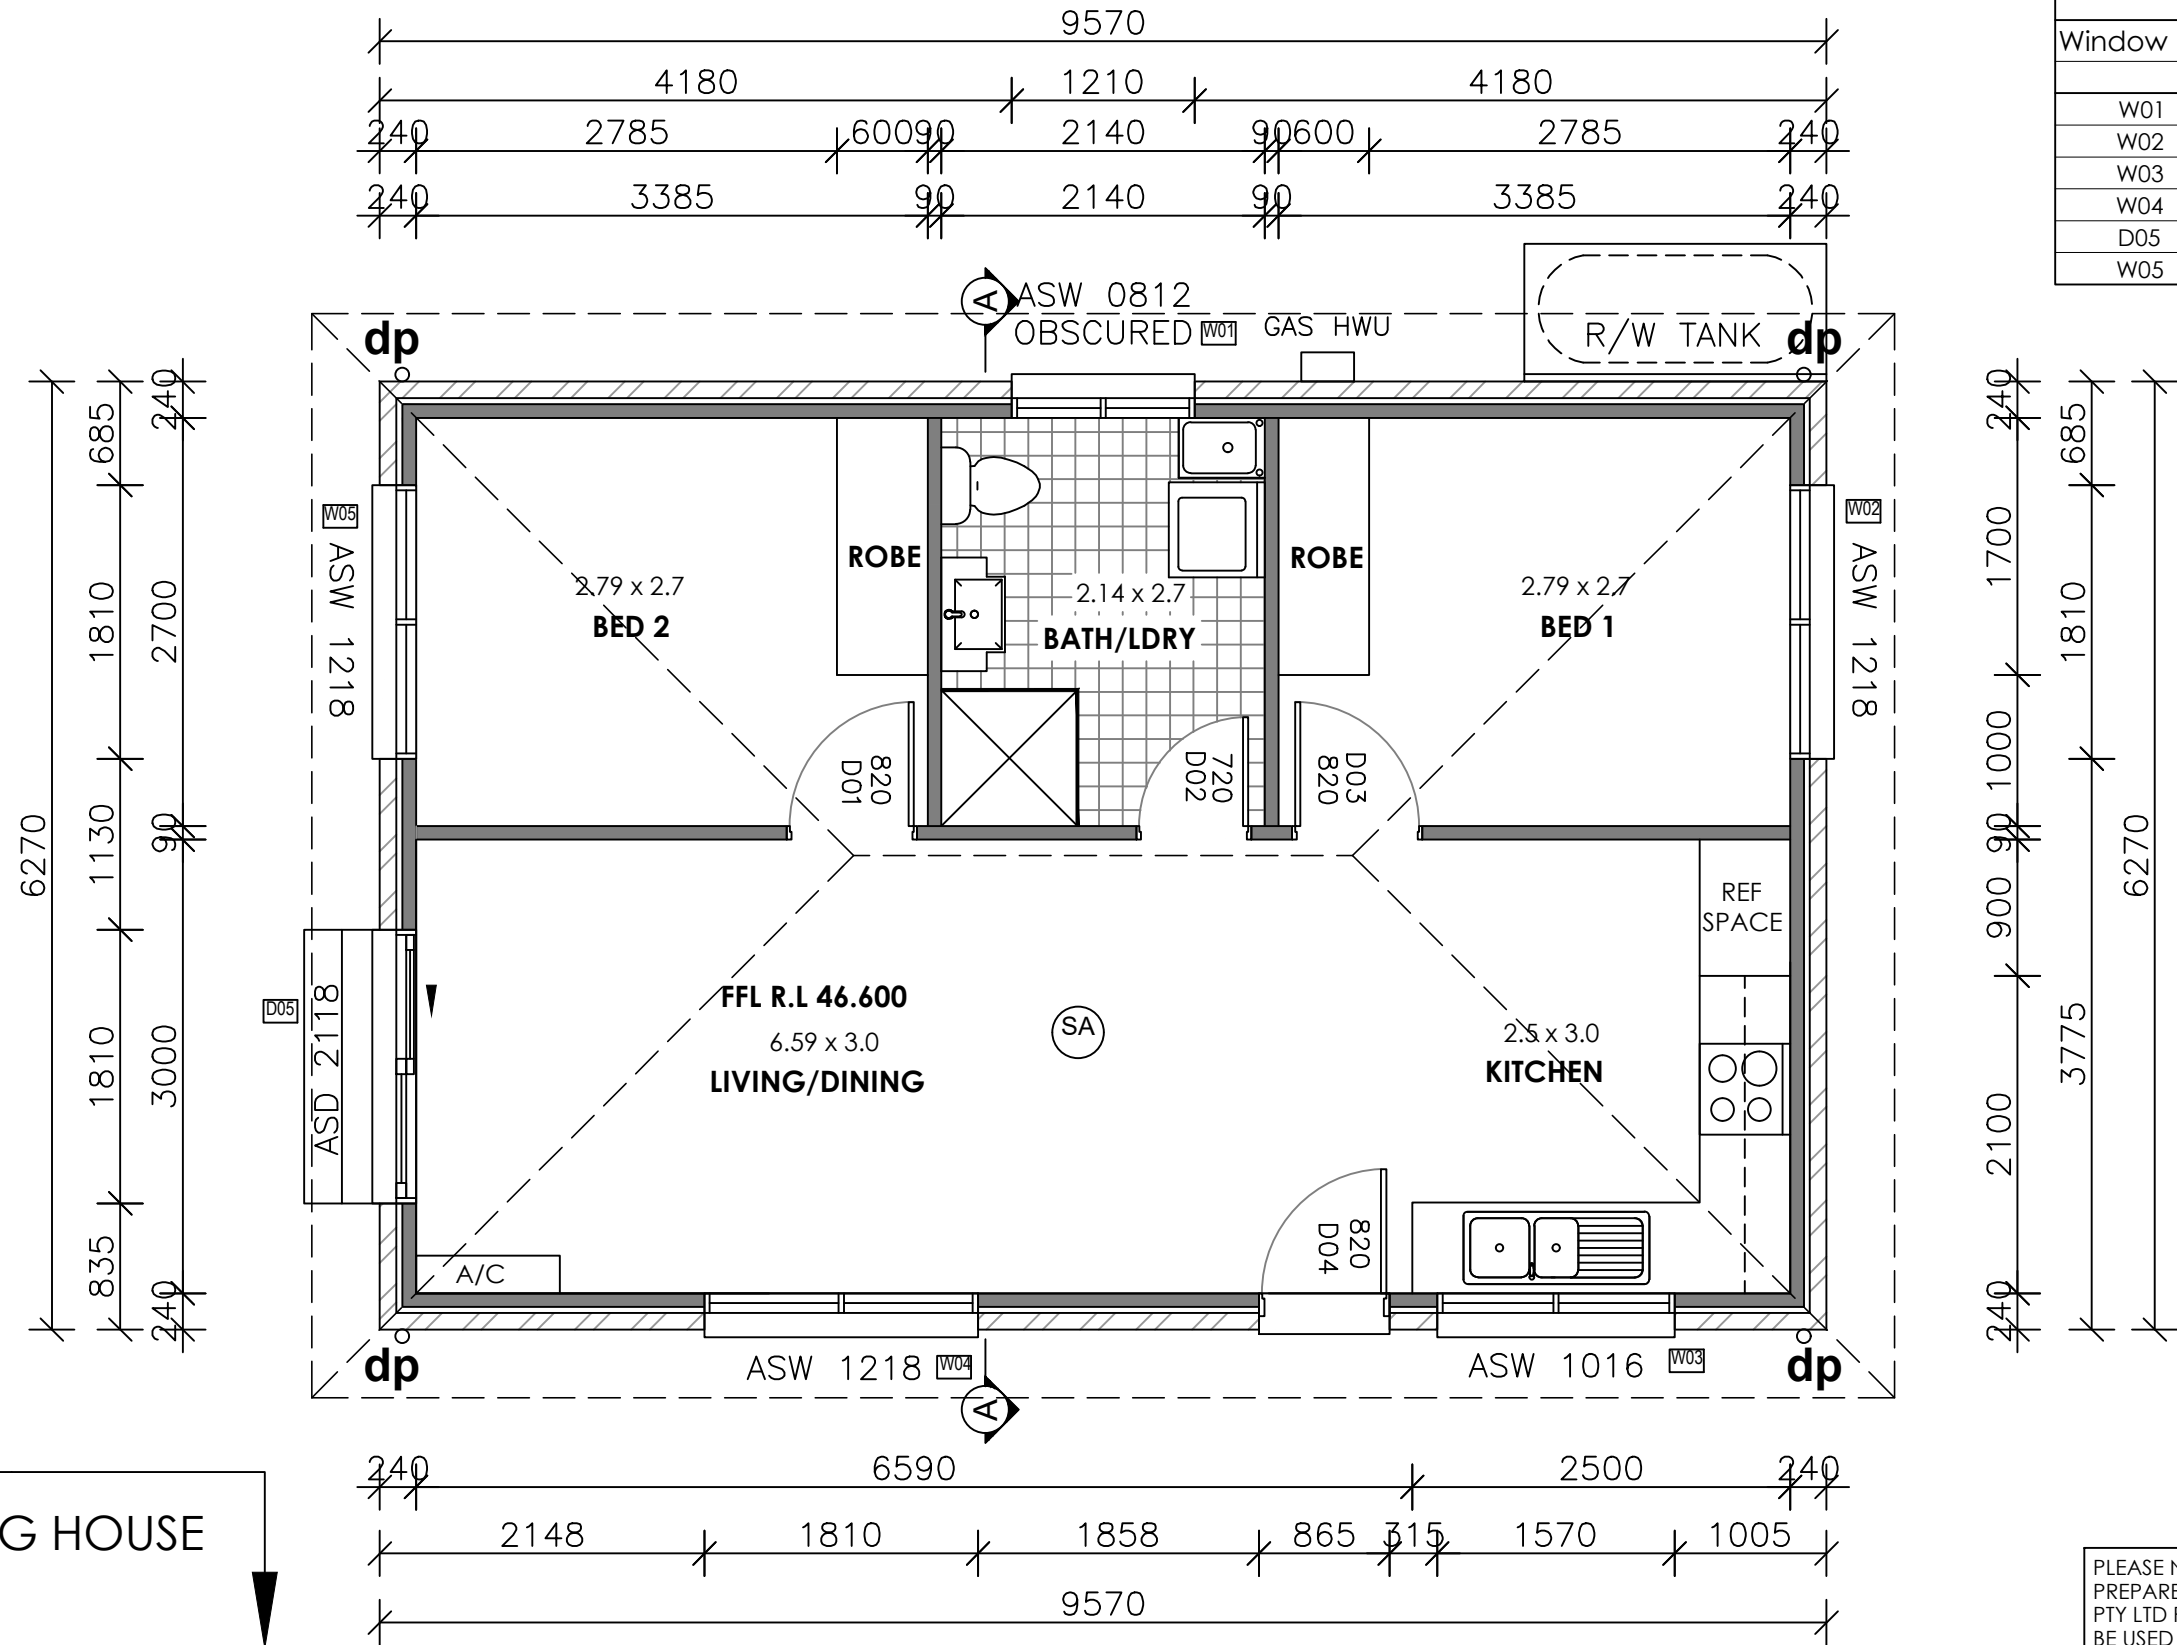 9570
4180 1210 4180
240 2785 600 90 2140 90 600 2785 240
240 3385 90 2140 90 3385 240
Window
W01
W02
W03
W04
D05
W05
A
ASW 0812
OBSCURED W01
GAS HWU
R/W TANK
dp
dp
6270
685
1810
1130
1810
835
240
2700
90
3000
240
W05
ASW 1218
D05
ASD 2118
ROBE
2.79 x 2.7
BED 2
2.14 x 2.7
BATH/LDRY
ROBE
2.79 x 2.7
BED 1
820
D01
720
D02
D03
820
W02
ASW 1218
240
1700
1000
90
900
2100
240
685
1810
3775
6270
REF
SPACE
FFL R.L 46.600
6.59 x 3.0
LIVING/DINING
SA
2.5 x 3.0
KITCHEN
820
D04
A/C
dp
ASW 1218 W04
A
ASW 1016 W03
dp
240 6590 2500 240
2148 1810 1858 865 315 1570 1005
9570
G HOUSE
PLEASE
PREPARE
PTY LTD
BE USED